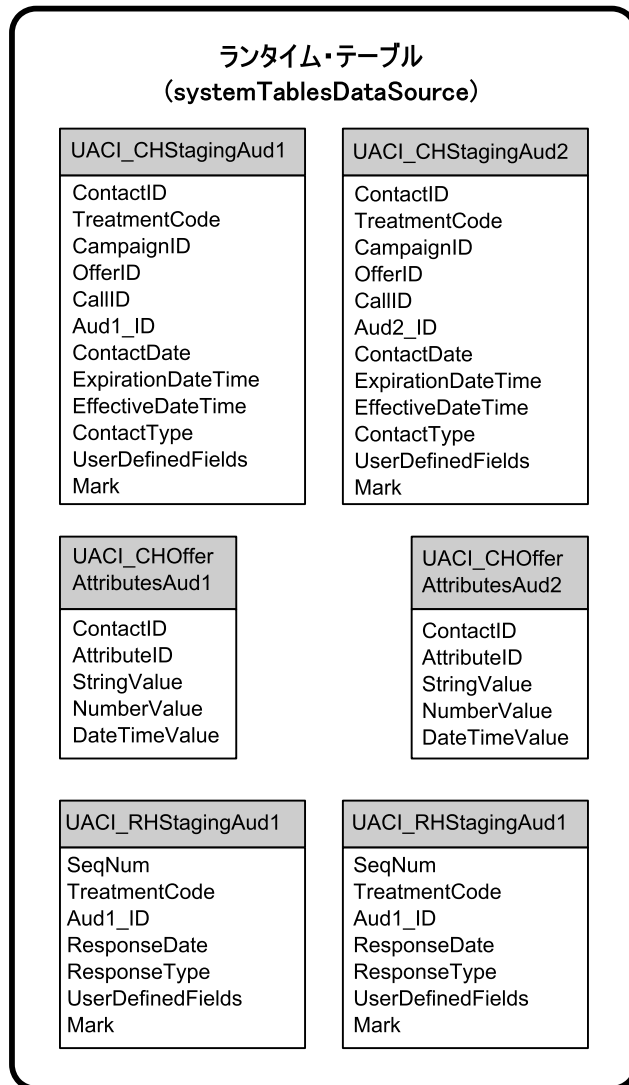 ランタイム・テーブル
(systemTablesDataSource)
UACI_CHStagingAud1
ContactID
TreatmentCode
CampaignID
OfferID
CallID
Aud1_ID
ContactDate
ExpirationDateTime
EffectiveDateTime
ContactType
UserDefinedFields
Mark
UACI_CHStagingAud2
ContactID
TreatmentCode
CampaignID
OfferID
CallID
Aud2_ID
ContactDate
ExpirationDateTime
EffectiveDateTime
ContactType
UserDefinedFields
Mark
UACI_CHOffer
AttributesAud1
ContactID
AttributeID
StringValue
NumberValue
DateTimeValue
UACI_CHOffer
AttributesAud2
ContactID
AttributeID
StringValue
NumberValue
DateTimeValue
UACI_RHStagingAud1
SeqNum
TreatmentCode
Aud1_ID
ResponseDate
ResponseType
UserDefinedFields
Mark
UACI_RHStagingAud1
SeqNum
TreatmentCode
Aud1_ID
ResponseDate
ResponseType
UserDefinedFields
Mark